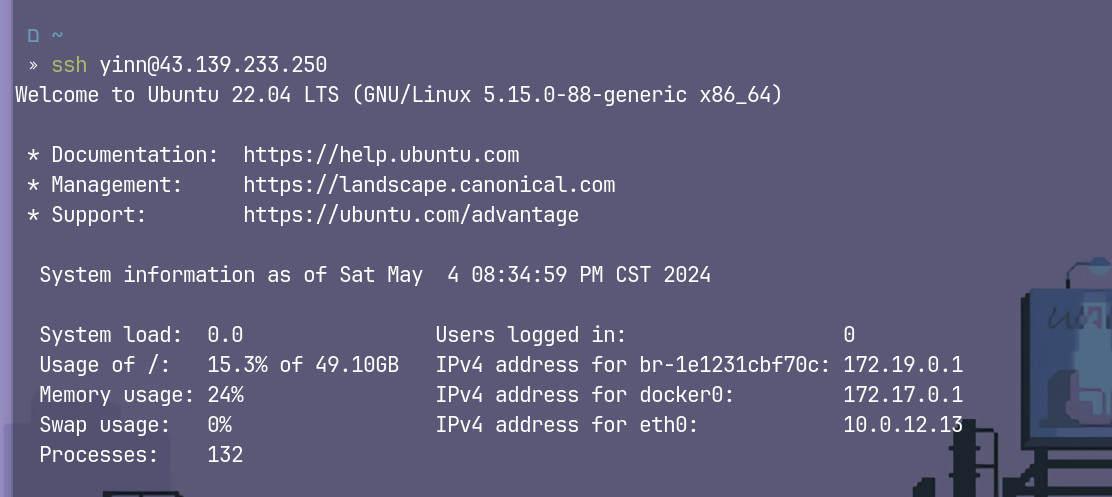 ~
» ssh yinn@43.139.233.250
Welcome to Ubuntu 22.04 LTS (GNU/Linux 5.15.0-88-generic x86_64)
* Documentation:  https://help.ubuntu.com
* Management:     https://landscape.canonical.com
* Support:        https://ubuntu.com/advantage
System information as of Sat May  4 08:34:59 PM CST 2024
System load:  0.0                Users logged in:                  0
Usage of /:   15.3% of 49.10GB   IPv4 address for br-1e1231cbf70c: 172.19.0.1
Memory usage: 24%                IPv4 address for docker0:         172.17.0.1
Swap usage:   0%                 IPv4 address for eth0:            10.0.12.13
Processes:    132